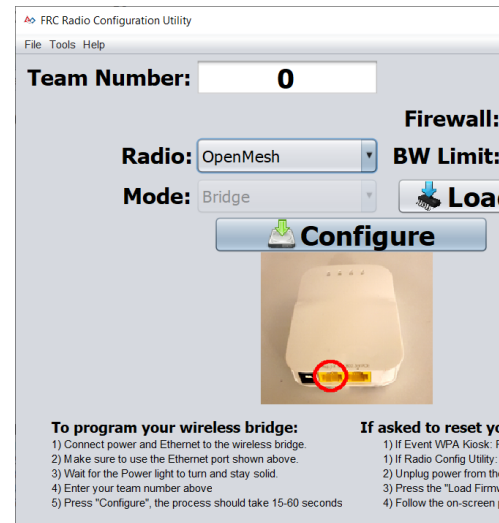 FRC Radio Configuration Utility
File Tools Help
Team Number: 0
Firewall:
Radio: OpenMesh BW Limit:
Mode: Bridge
Configure
To program your wireless bridge:
1) Connect power and Ethernet to the wireless bridge.
2) Make sure to use the Ethernet port shown above.
3) Wait for the Power light to turn and stay solid.
4) Enter your team number above
5) Press "Configure", the process should take 15-60 seconds
If asked to reset
1) If Event WPA Kiosk:
1) If Radio Config Utility:
2) Unplug power from
3) Press the "Load
4) Follow the on-screen